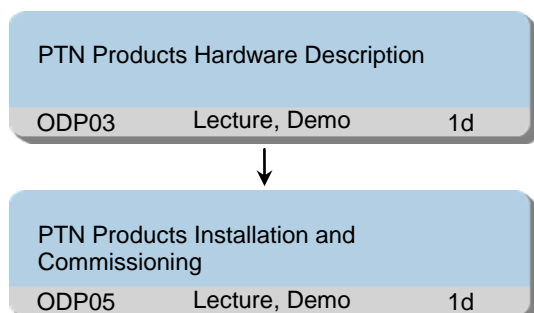 PTN Products Hardware Description
ODP03 Lecture, Demo 1d
PTN Products Installation and
Commissioning
ODP05 Lecture, Demo 1d